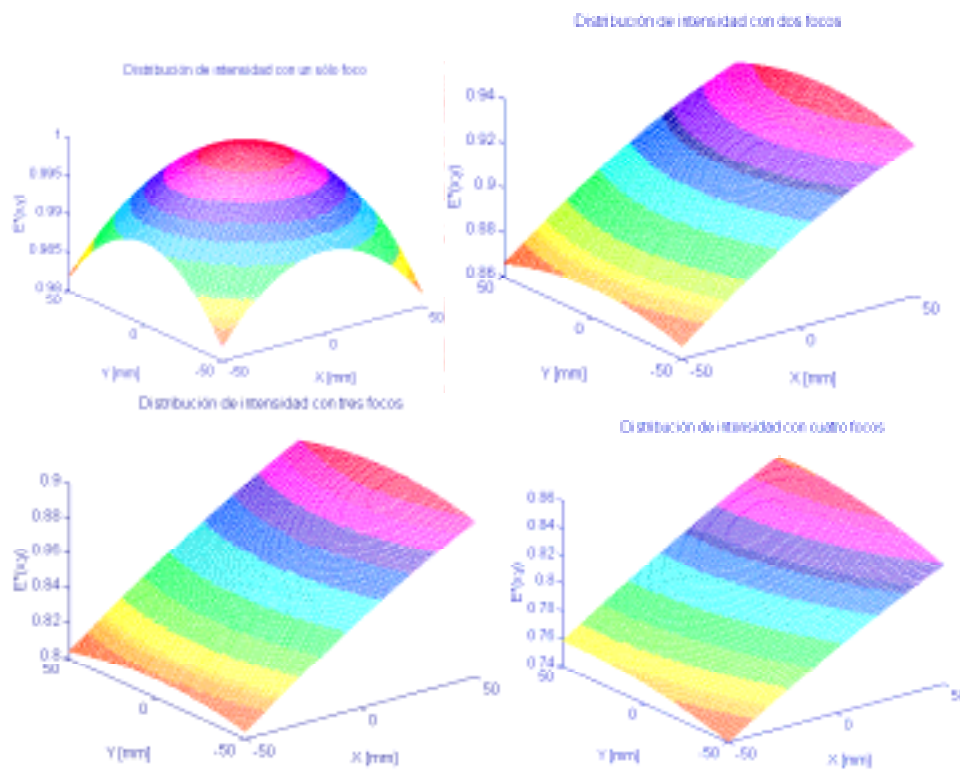 Distribución de intensidad con un sólo foco
1
0.995
0.99
0.985
0.98
E*(x,y)
50
0
-50
Y [mm]
-50
0
50
X [mm]
Distribución de intensidad con dos focos
0.94
0.92
0.9
0.88
0.86
E*(x,y)
50
0
-50
Y [mm]
-50
0
50
X [mm]
Distribución de intensidad con tres focos
0.9
0.88
0.86
0.84
0.82
0.8
E*(x,y)
50
0
-50
Y [mm]
-50
0
50
X [mm]
Distribución de intensidad con cuatro focos
0.86
0.84
0.82
0.8
0.78
0.76
0.74
E*(x,y)
50
0
-50
Y [mm]
-50
0
50
X [mm]